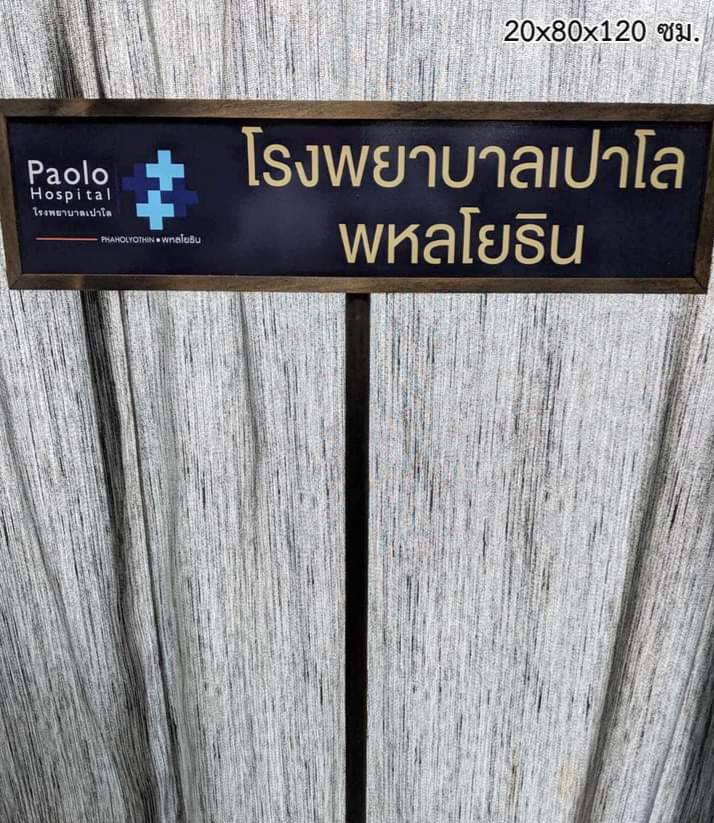 20x80x120 ซม.
Paolo
Hospital
โรงพยาบาลเปาโล
PHAHOLYOTHIN • พหลโยธิน
โรงพยาบาลเปาโล
พหลโยธิน